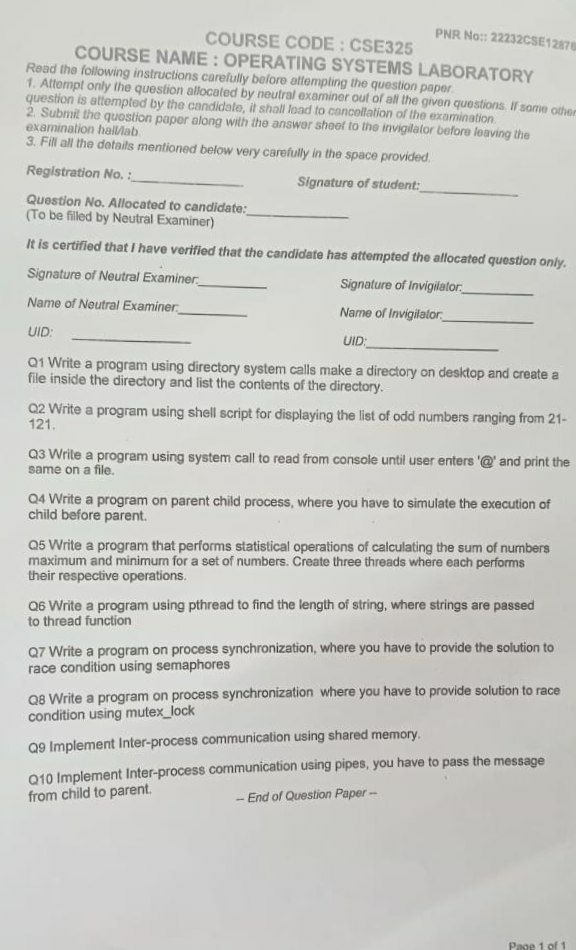 PNR No:: 22232CSE12878
COURSE CODE : CSE325
COURSE NAME : OPERATING SYSTEMS LABORATORY
Read the following instructions carefully before attempting the question paper.
1. Attempt only the question allocated by neutral examiner out of all the given questions. If some other
question is attempted by the candidate, it shall lead to cancellation of the examination.
2. Submit the question paper along with the answer sheet to the invigilator before leaving the
examination hall/lab.
3. Fill all the details mentioned below very carefully in the space provided.
Registration No. :
Signature of student:
Question No. Allocated to candidate:
(To be filled by Neutral Examiner)
It is certified that I have verified that the candidate has attempted the allocated question only.
Signature of Neutral Examiner:
Signature of Invigilator:
Name of Neutral Examiner:
Name of Invigilator:
UID:
UID:
Q1 Write a program using directory system calls make a directory on desktop and create a
file inside the directory and list the contents of the directory.
Q2 Write a program using shell script for displaying the list of odd numbers ranging from 21-
121.
Q3 Write a program using system call to read from console until user enters '@' and print the
same on a file.
Q4 Write a program on parent child process, where you have to simulate the execution of
child before parent.
Q5 Write a program that performs statistical operations of calculating the sum of numbers
maximum and minimum for a set of numbers. Create three threads where each performs
their respective operations.
Q6 Write a program using pthread to find the length of string, where strings are passed
to thread function
Q7 Write a program on process synchronization, where you have to provide the solution to
race condition using semaphores
Q8 Write a program on process synchronization where you have to provide solution to race
condition using mutex_lock
Q9 Implement Inter-process communication using shared memory.
Q10 Implement Inter-process communication using pipes, you have to pass the message
from child to parent.
-- End of Question Paper --
Page 1 of 1